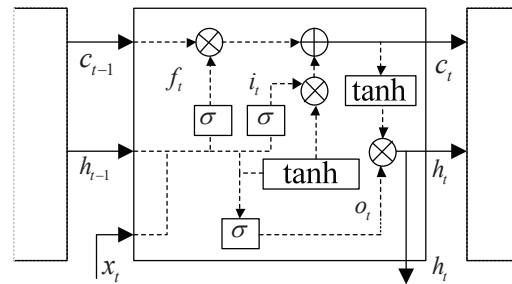 c_{t-1} f_t i_t c_t
σ σ tanh
h_{t-1} tanh h_t
σ o_t
x_t h_t